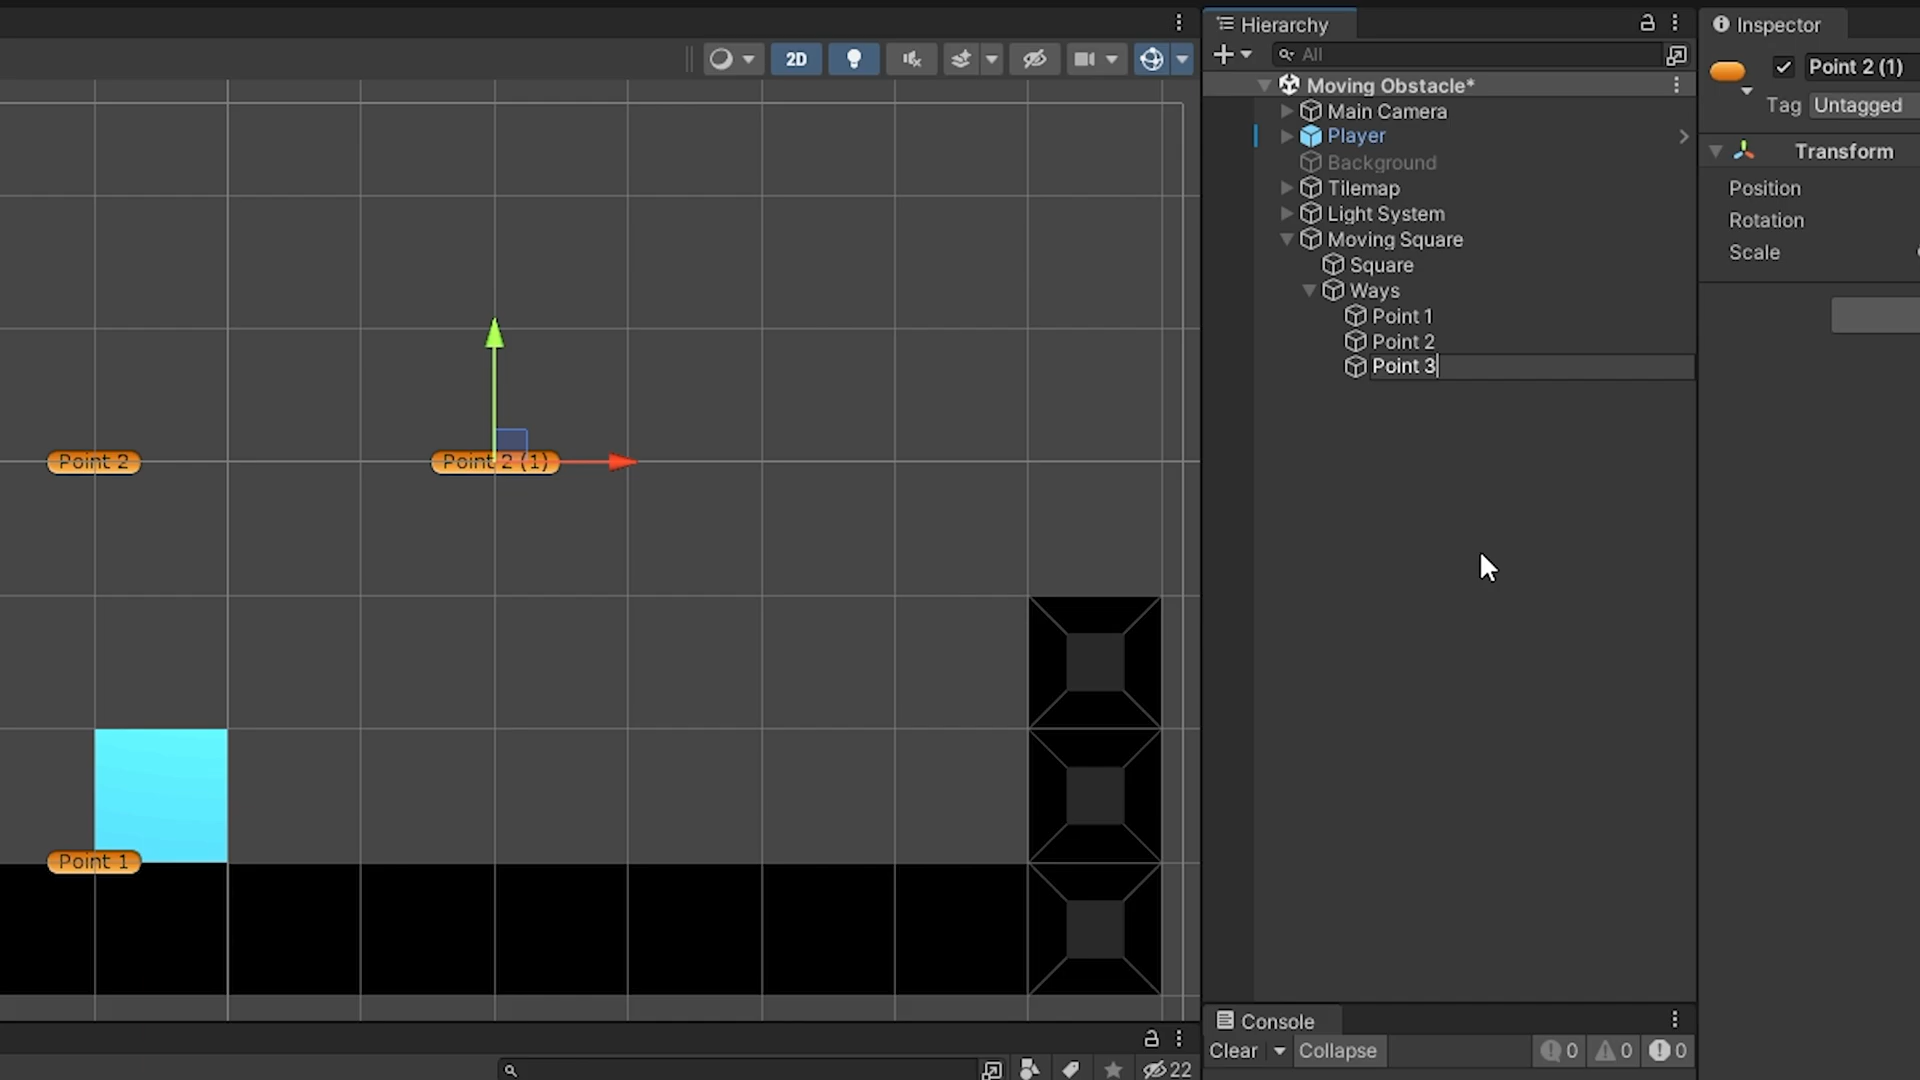 Hierarchy
Inspector
2D
All
Point 2 (1)
Moving Obstacle*
Main Camera
Tag Untagged
Player
Transform
Background
Position
Tilemap
Rotation
Light System
Scale
Moving Square
Square
Ways
Point 1
Point 2
Point 3
Point 2
Point 2 (1)
Point 1
Console
Clear
Collapse
0
0
0
22